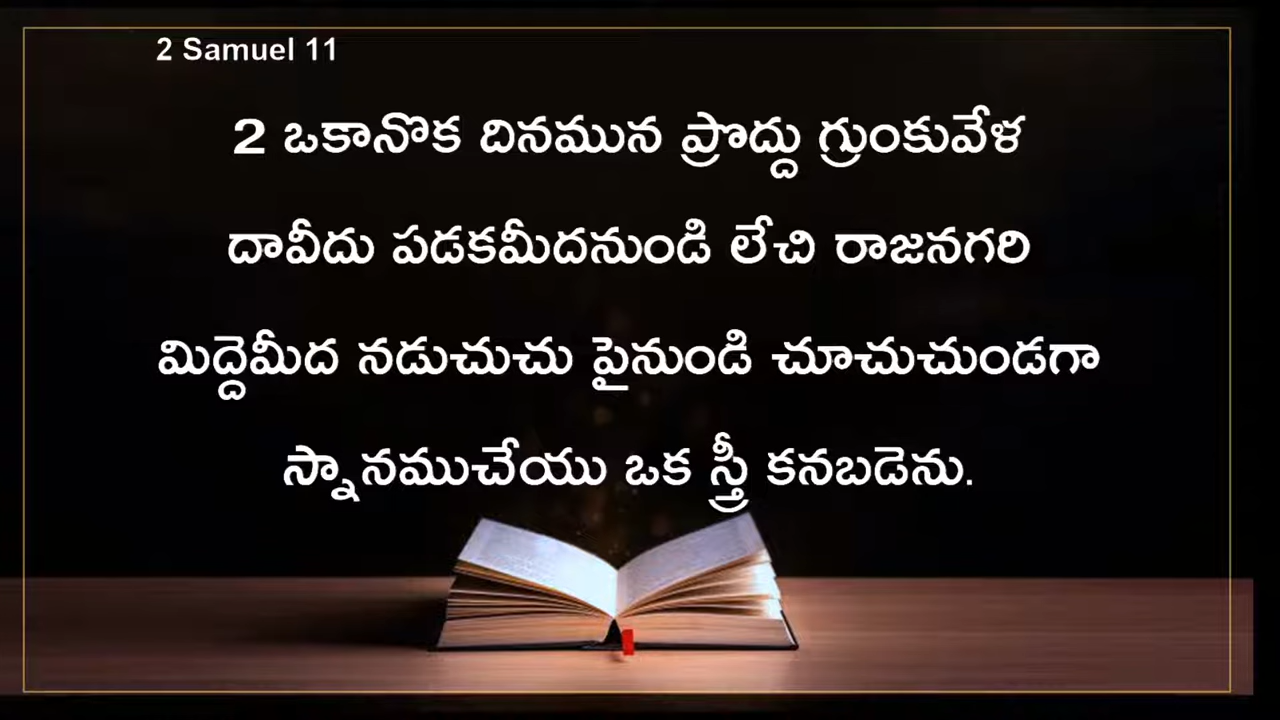 2 Samuel 11
2 ఒకానొక దినమున ప్రొద్దు గ్రుంకువేళ
దావీదు పడకమీదనుండి లేచి రాజనగరి
మిద్దెమీద నడుచుచు పైనుండి చూచుచుండగా
స్నానముచేయు ఒక స్త్రీ కనబడెను.